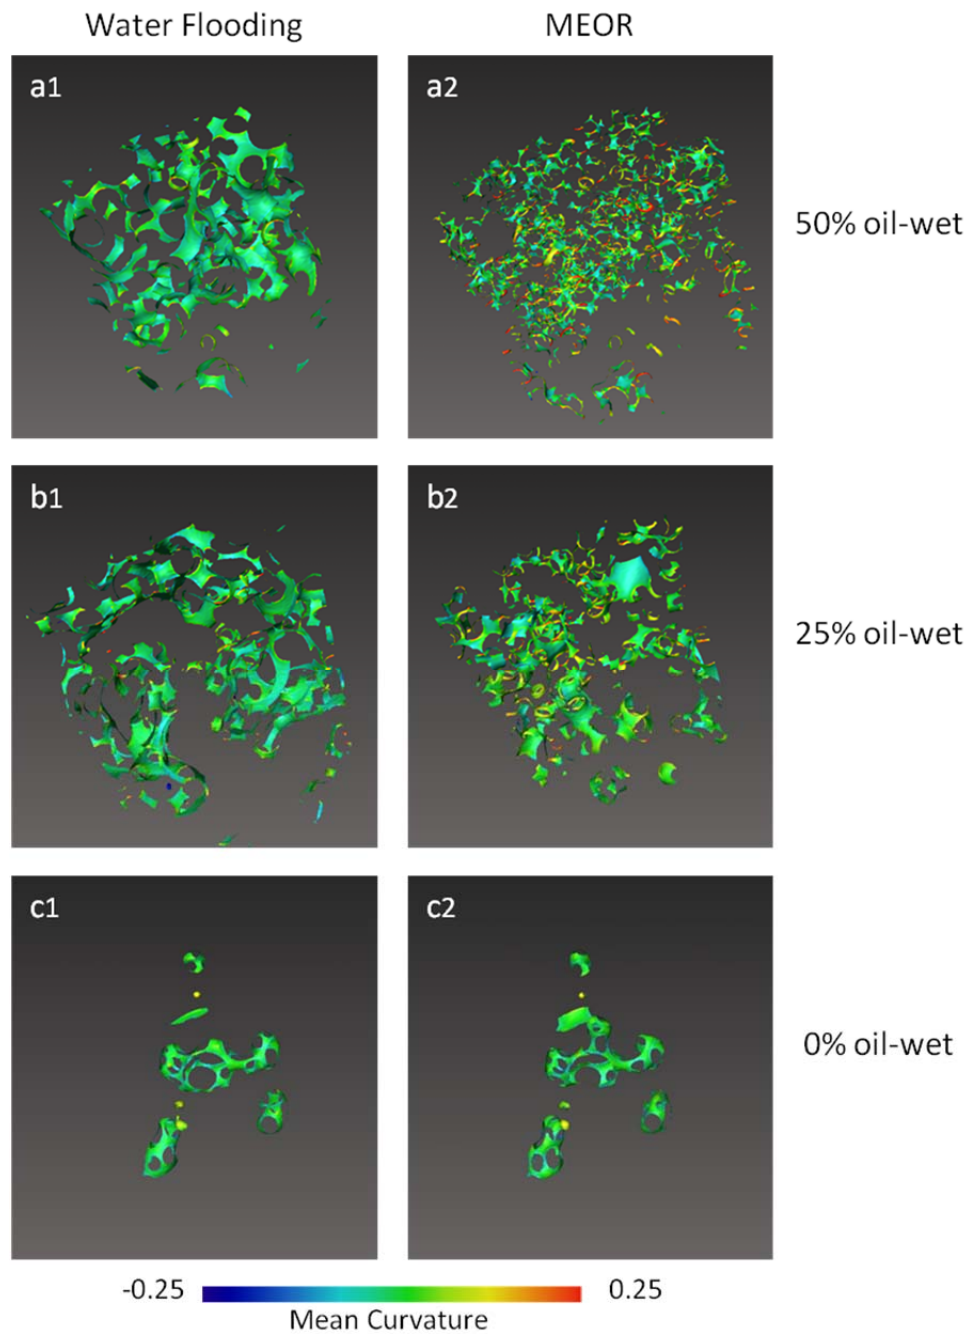 Water Flooding
MEOR
a1
a2
50% oil-wet
b1
b2
25% oil-wet
c1
c2
0% oil-wet
-0.25
0.25
Mean Curvature